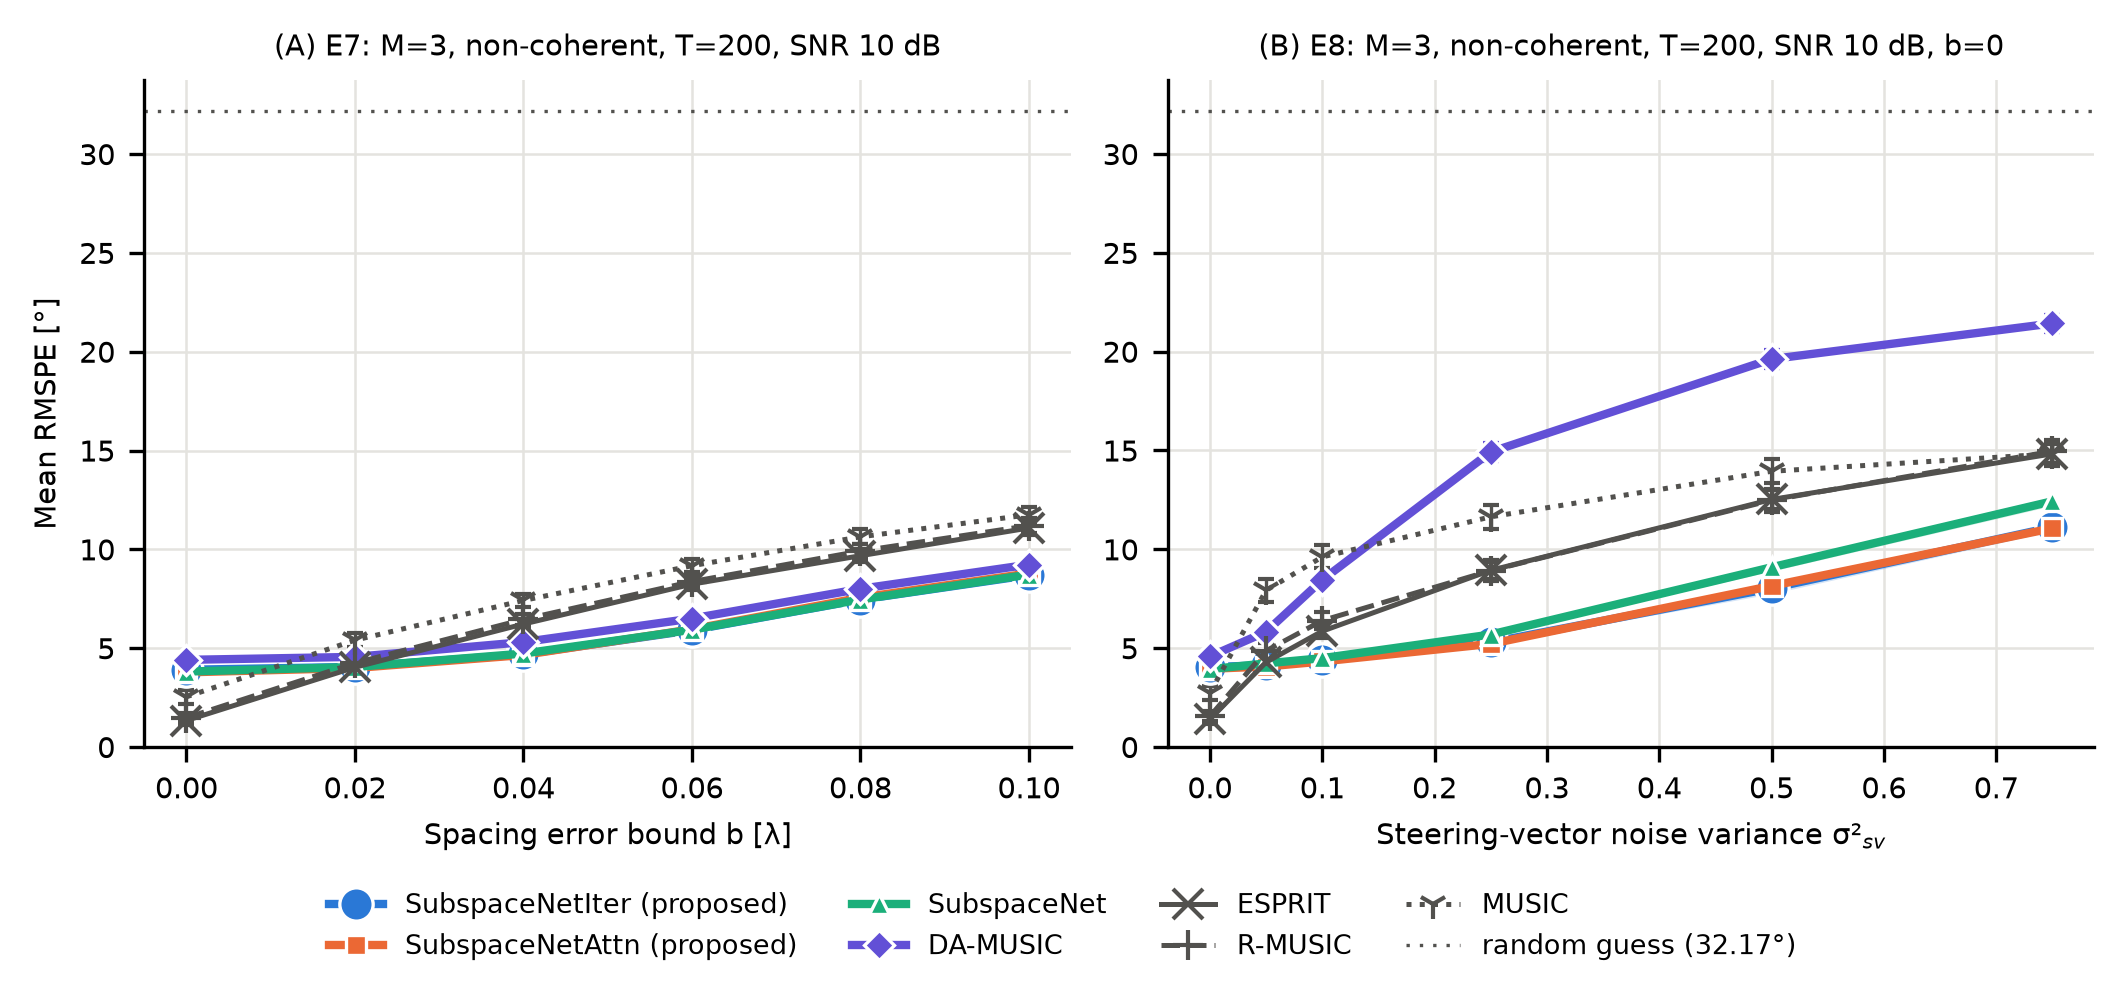 (A) E7: M=3, non-coherent, T=200, SNR 10 dB
(B) E8: M=3, non-coherent, T=200, SNR 10 dB, b=0
Mean RMSPE [°]
30
25
20
15
10
5
0
0.00 0.02 0.04 0.06 0.08 0.10
Spacing error bound b [λ]
30
25
20
15
10
5
0
0.0 0.1 0.2 0.3 0.4 0.5 0.6 0.7
Steering-vector noise variance σ²sv
SubspaceNetIter (proposed)
SubspaceNetAttn (proposed)
SubspaceNet
DA-MUSIC
ESPRIT
R-MUSIC
MUSIC
random guess (32.17°)